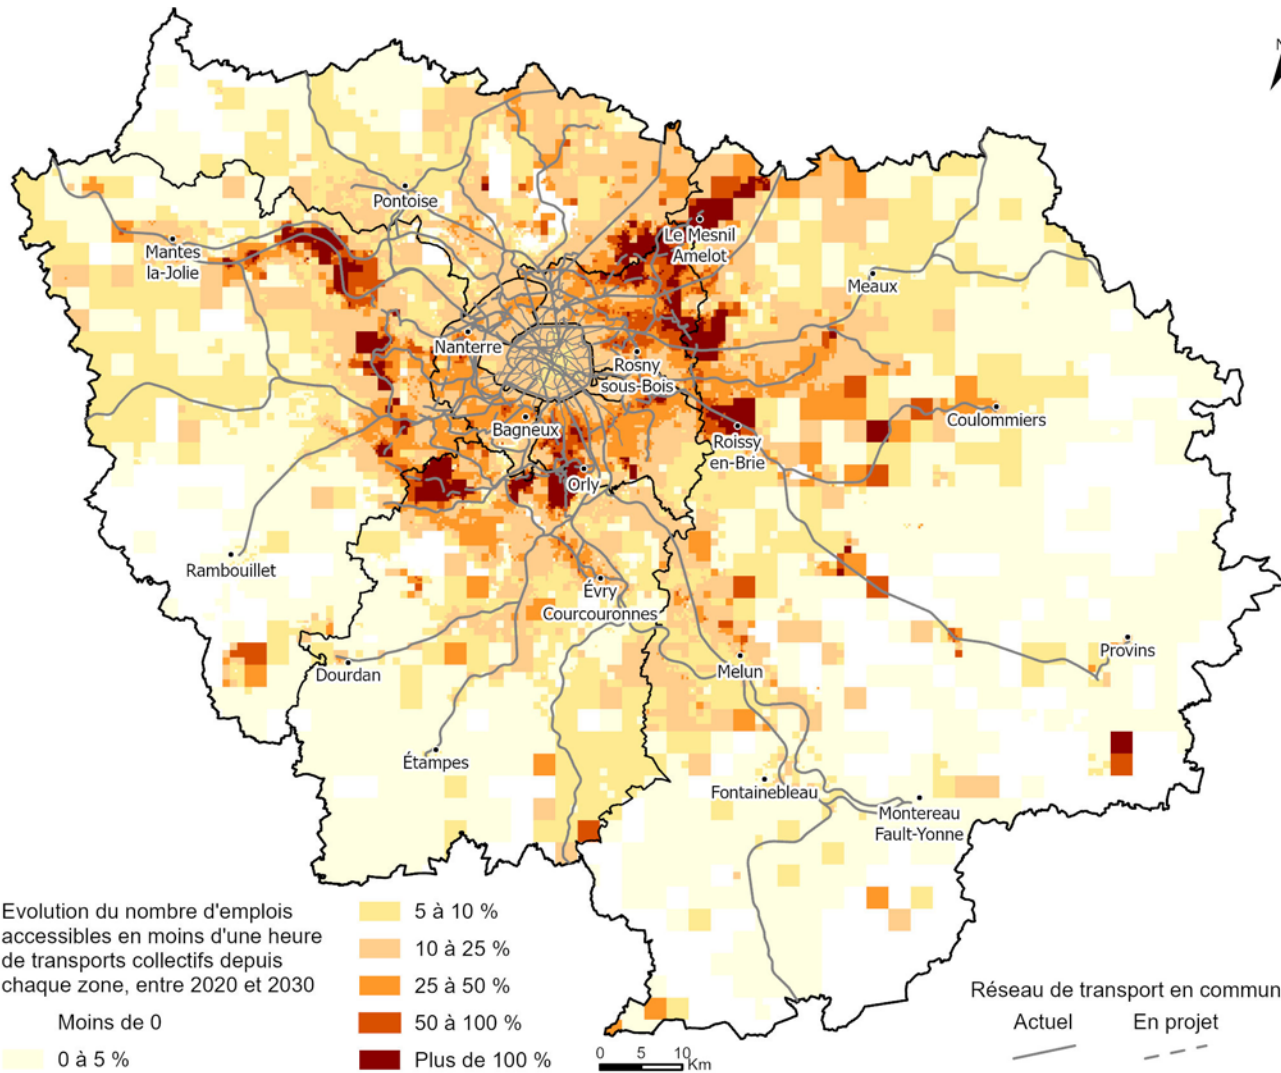 N
Pontoise
Le Mesnil
Amelot
Mantes
la-Jolie
Meaux
Nanterre
Rosny
sous-Bois
Coulommiers
Bagneux
Roissy
en-Brie
Orly
Rambouillet
Évry
Courcouronnes
Provins
Dourdan
Melun
Étampes
Fontainebleau
Montereau
Fault-Yonne
Evolution du nombre d'emplois
accessibles en moins d'une heure
de transports collectifs depuis
chaque zone, entre 2020 et 2030
Moins de 0
0 à 5 %
5 à 10 %
10 à 25 %
25 à 50 %
50 à 100 %
Plus de 100 %
0 5 10
Km
Réseau de transport en commun
Actuel En projet